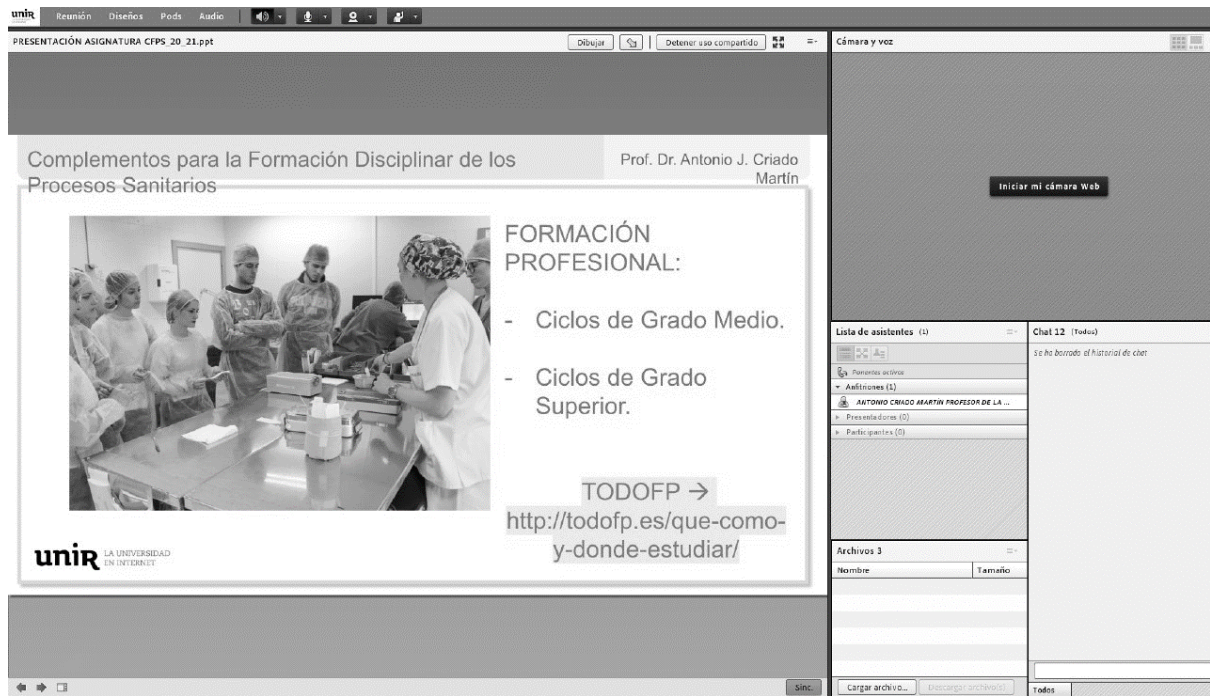 uniR
Reunión Diseños Pods Audio
PRESENTACIÓN ASIGNATURA CFPS_20_21.ppt
Dibujar
Detener uso compartido
Complementos para la Formación Disciplinar de los
Procesos Sanitarios
Prof. Dr. Antonio J. Criado
Martín
FORMACIÓN
PROFESIONAL:
- Ciclos de Grado Medio.
- Ciclos de Grado
Superior.
TODOFP →
http://todofp.es/que-como-
y-donde-estudiar/
uniR LA UNIVERSIDAD
EN INTERNET
Sinc.
Cámara y voz
Iniciar mi cámara Web
Lista de asistentes (1)
Ponentes activos
Anfitriones (1)
ANTONIO CRIADO MARTÍN PROFESOR DE LA ...
Presentadores (0)
Participantes (0)
Archivos 3
Nombre Tamaño
Cargar archivo... Descargar archivo(s)
Chat 12 (Todos)
Se ha borrado el historial de chat
Todos